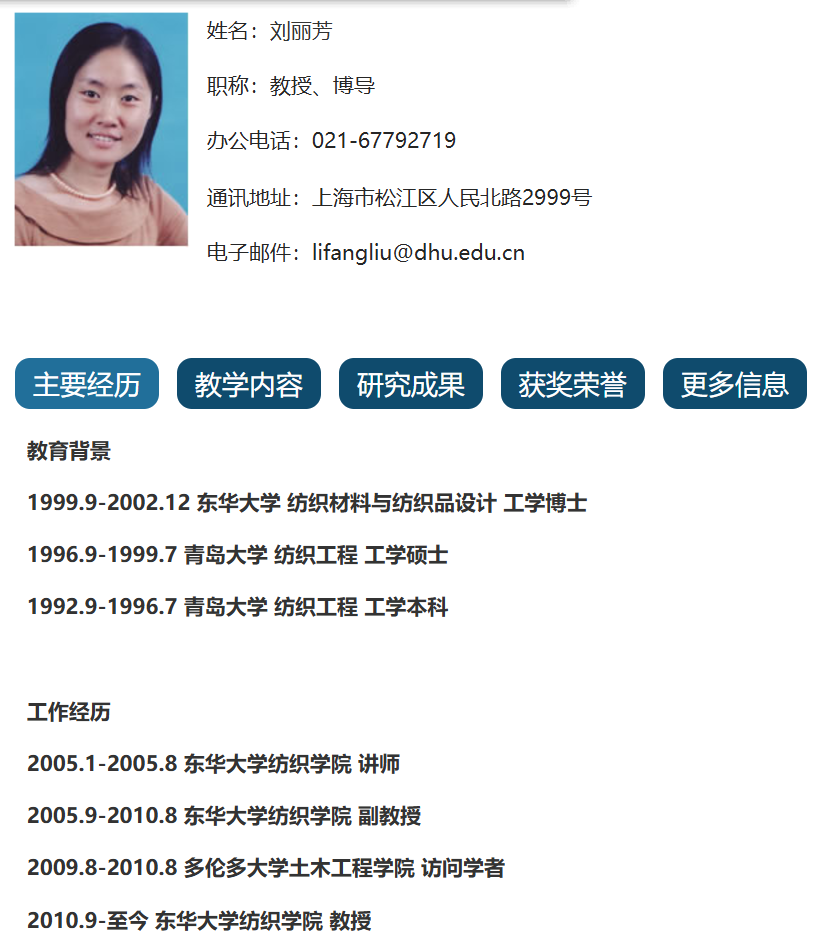 姓名：刘丽芳
职称：教授、博导
办公电话：021-67792719
通讯地址：上海市松江区人民北路2999号
电子邮件：lifangliu@dhu.edu.cn
主要经历 教学内容 研究成果 获奖荣誉 更多信息
教育背景
1999.9-2002.12 东华大学 纺织材料与纺织品设计 工学博士
1996.9-1999.7 青岛大学 纺织工程 工学硕士
1992.9-1996.7 青岛大学 纺织工程 工学本科
工作经历
2005.1-2005.8 东华大学纺织学院 讲师
2005.9-2010.8 东华大学纺织学院 副教授
2009.8-2010.8 多伦多大学土木工程学院 访问学者
2010.9-至今 东华大学纺织学院 教授